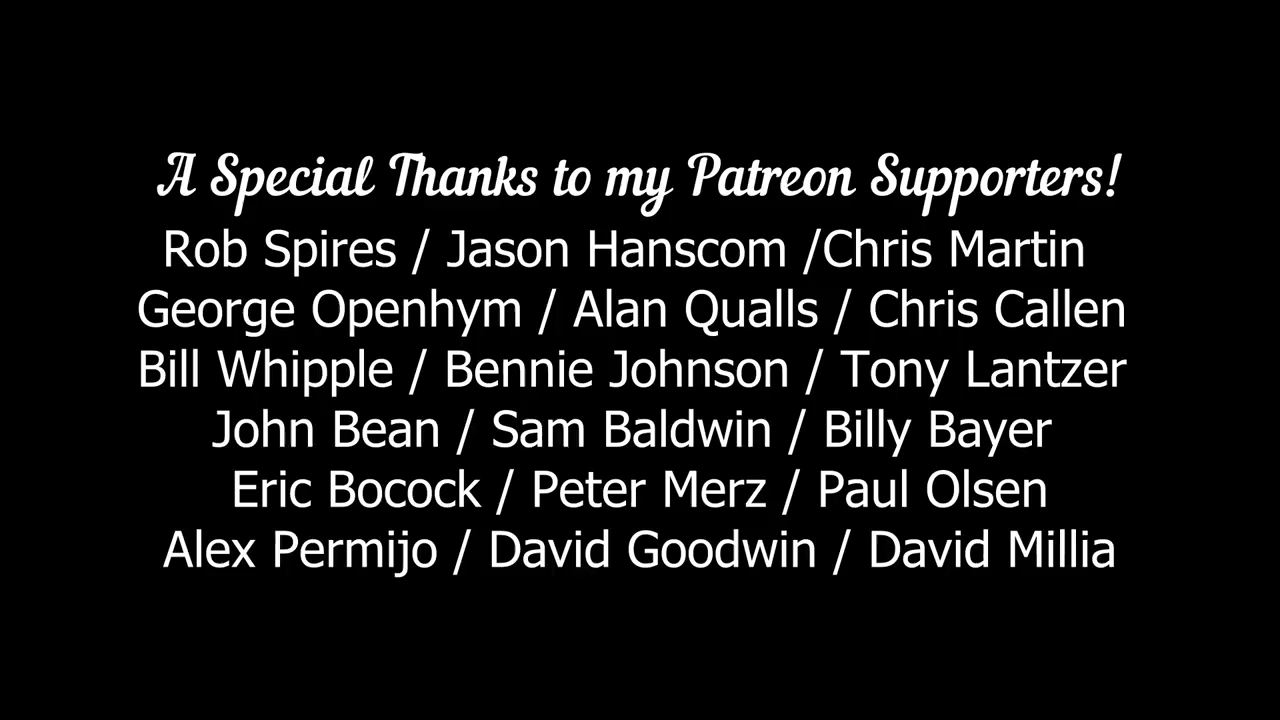 A Special Thanks to my Patreon Supporters!
Rob Spires / Jason Hanscom /Chris Martin
George Openhym / Alan Qualls / Chris Callen
Bill Whipple / Bennie Johnson / Tony Lantzer
John Bean / Sam Baldwin / Billy Bayer
Eric Bocock / Peter Merz / Paul Olsen
Alex Permijo / David Goodwin / David Millia